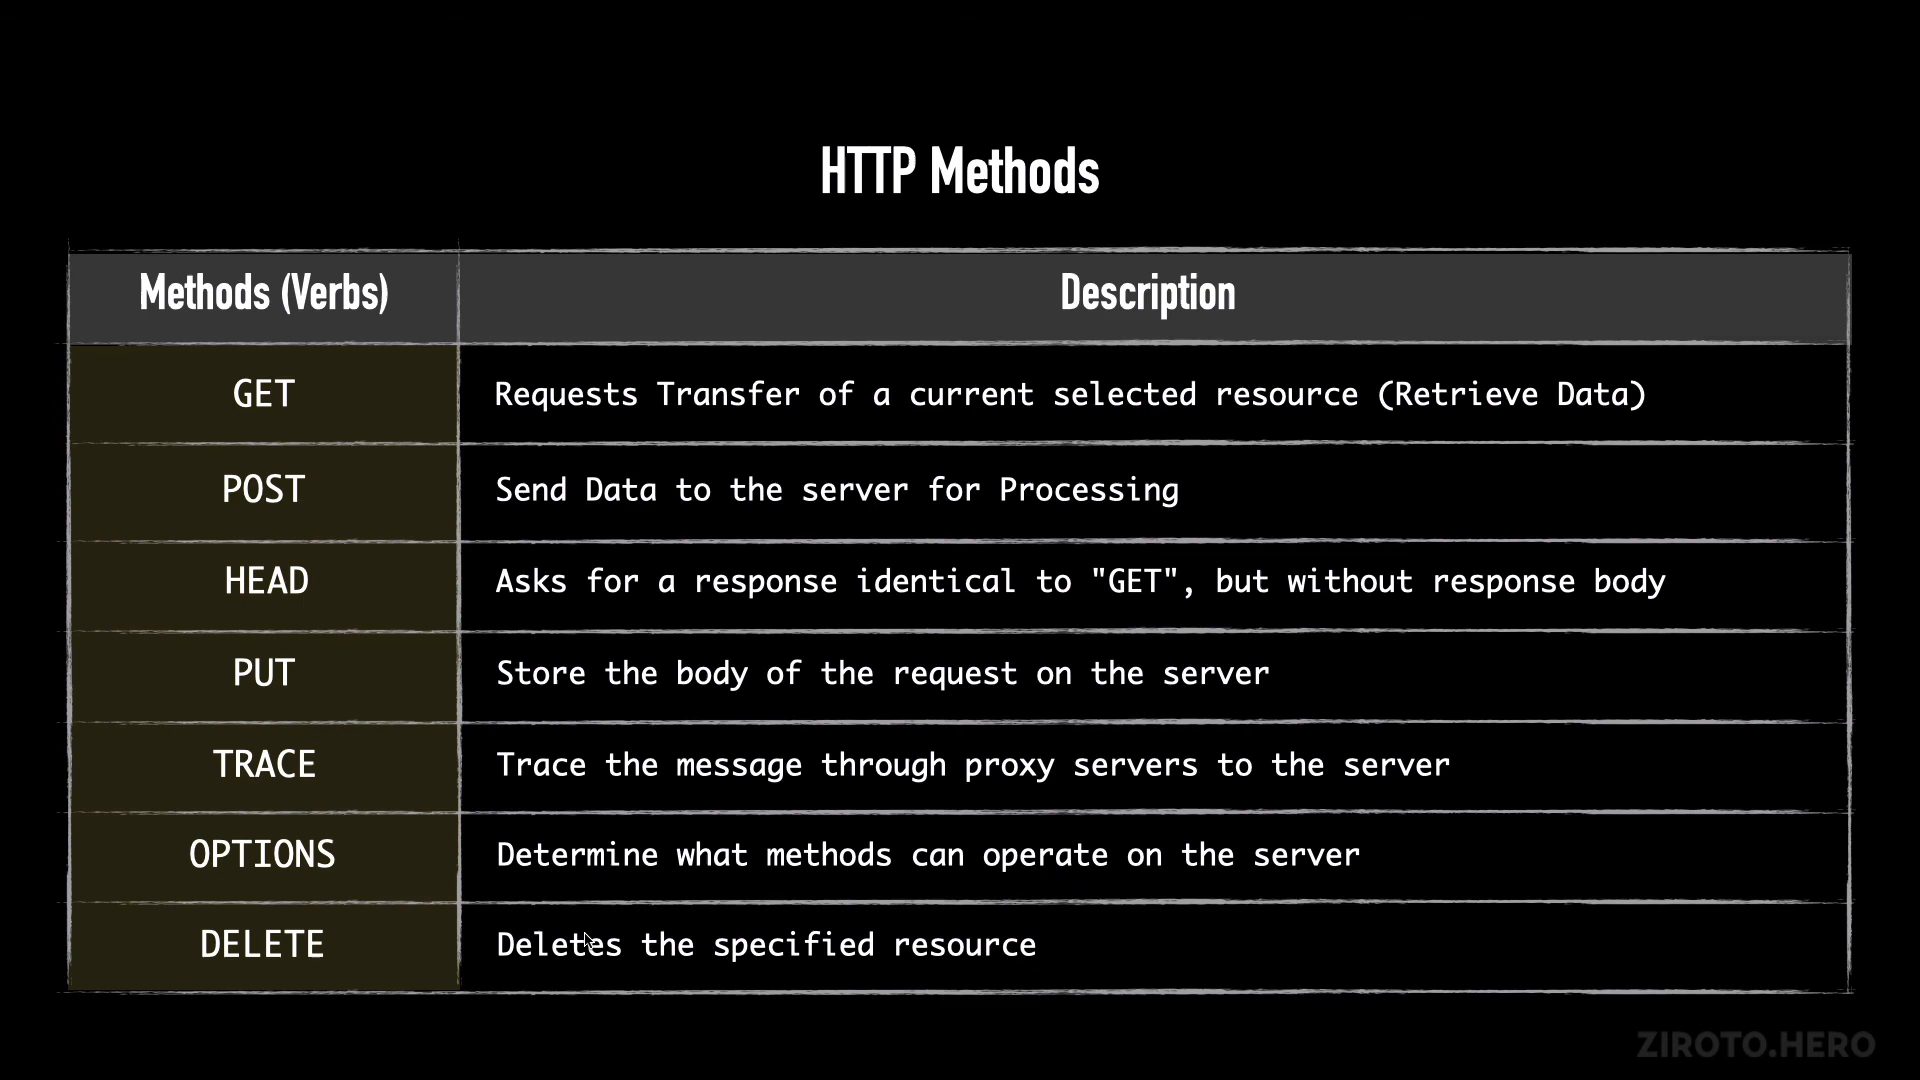 HTTP Methods
Methods (Verbs) Description
GET Requests Transfer of a current selected resource (Retrieve Data)
POST Send Data to the server for Processing
HEAD Asks for a response identical to "GET", but without response body
PUT Store the body of the request on the server
TRACE Trace the message through proxy servers to the server
OPTIONS Determine what methods can operate on the server
DELETE Deletes the specified resource
ZIROTO.HERO